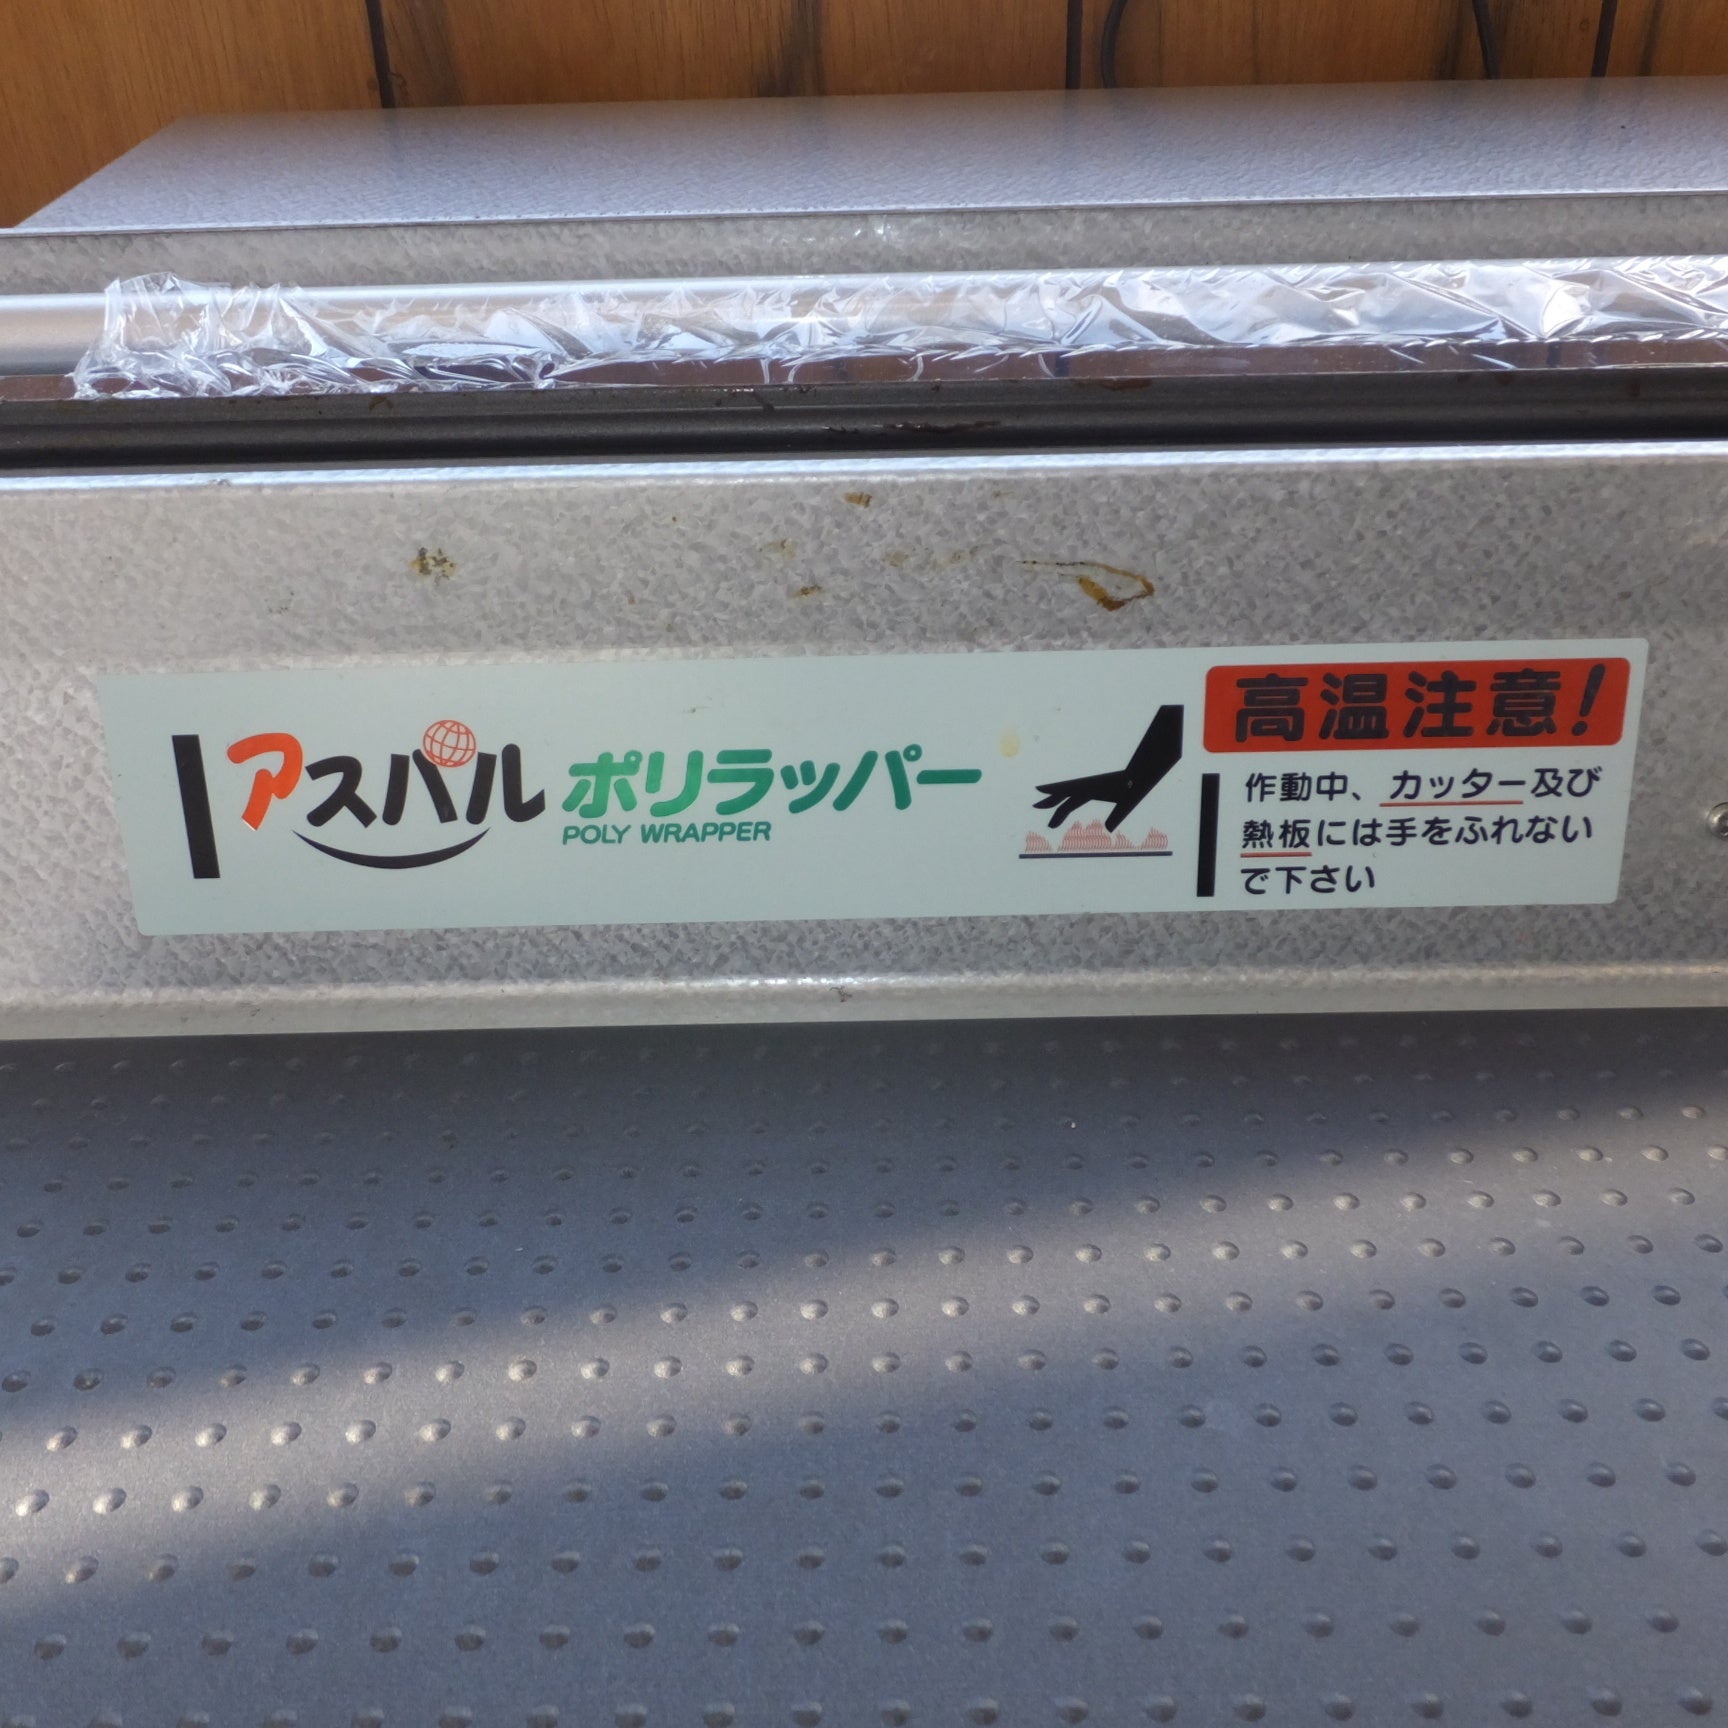 アスパル ポリラッパー
POLY WRAPPER
高温注意!
作動中、カッター及び
熱板には手をふれない
で下さい